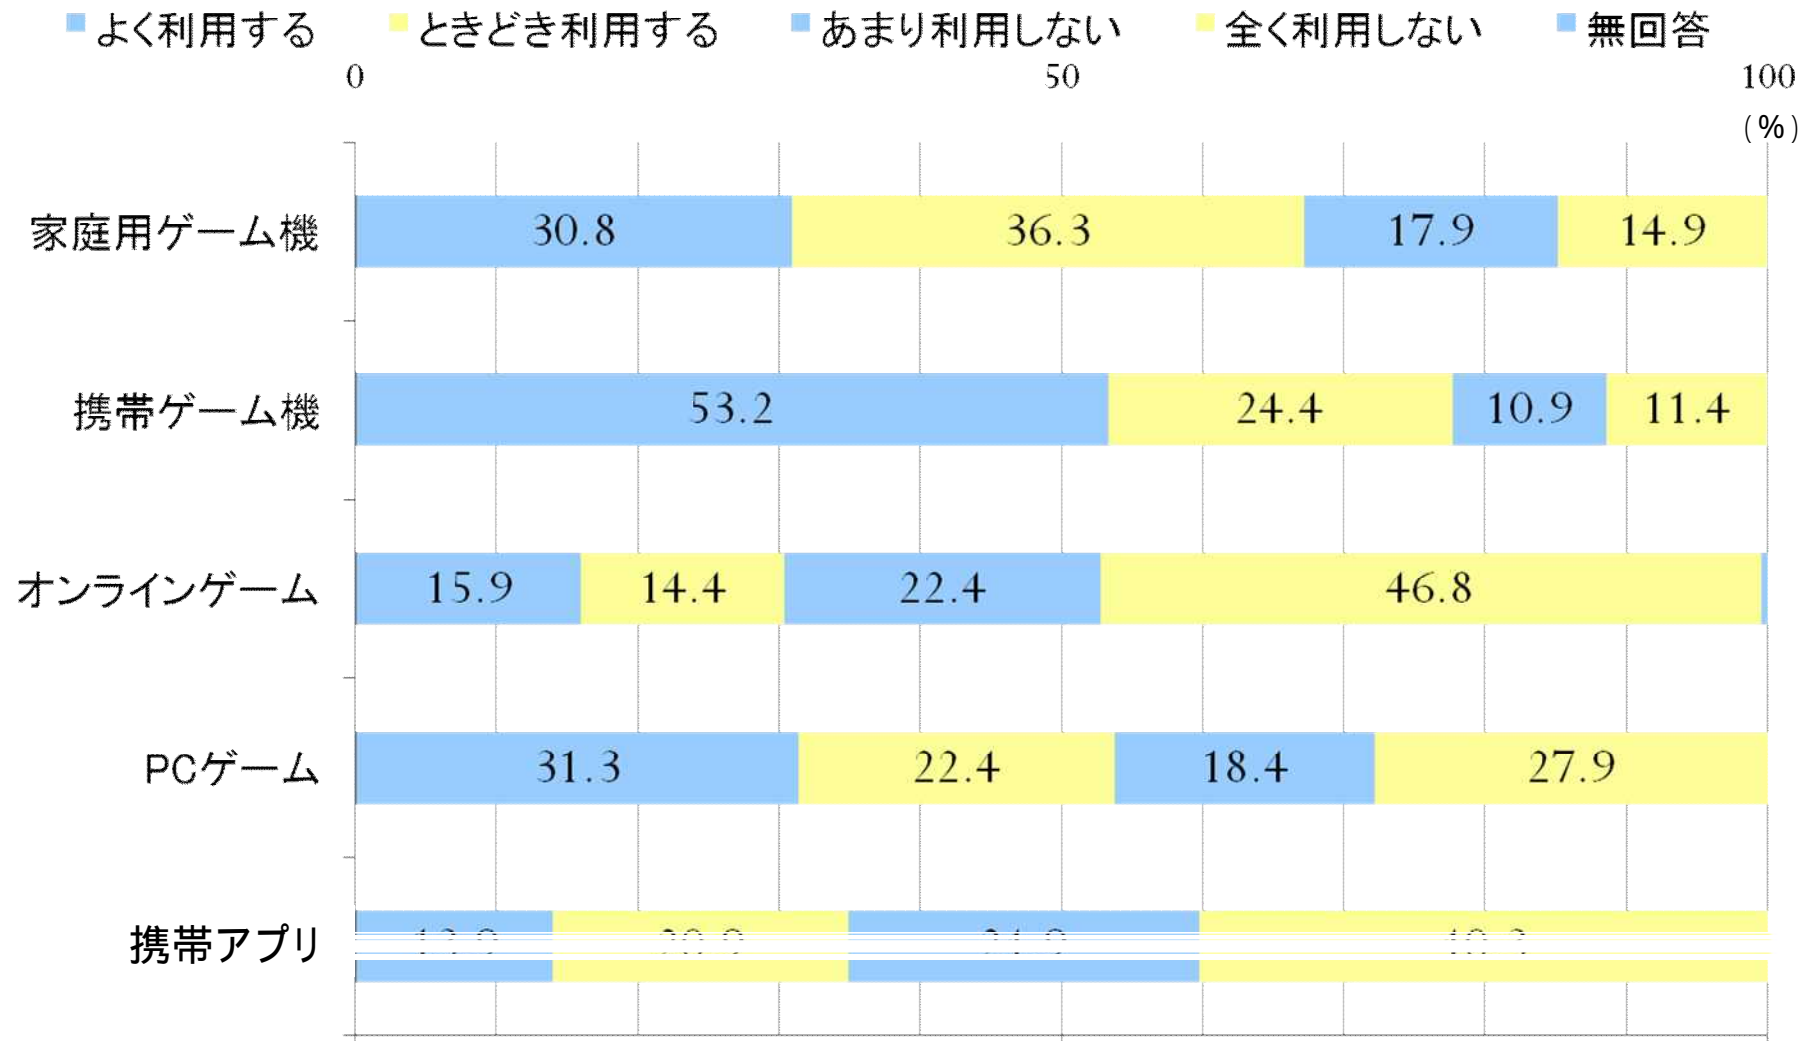 よく利用する ときどき利用する あまり利用しない 全く利用しない 無回答
0 50 100
(%)
家庭用ゲーム機 30.8 36.3 17.9 14.9
携帯ゲーム機 53.2 24.4 10.9 11.4
オンラインゲーム 15.9 14.4 22.4 46.8
PCゲーム 31.3 22.4 18.4 27.9
携帯アプリ